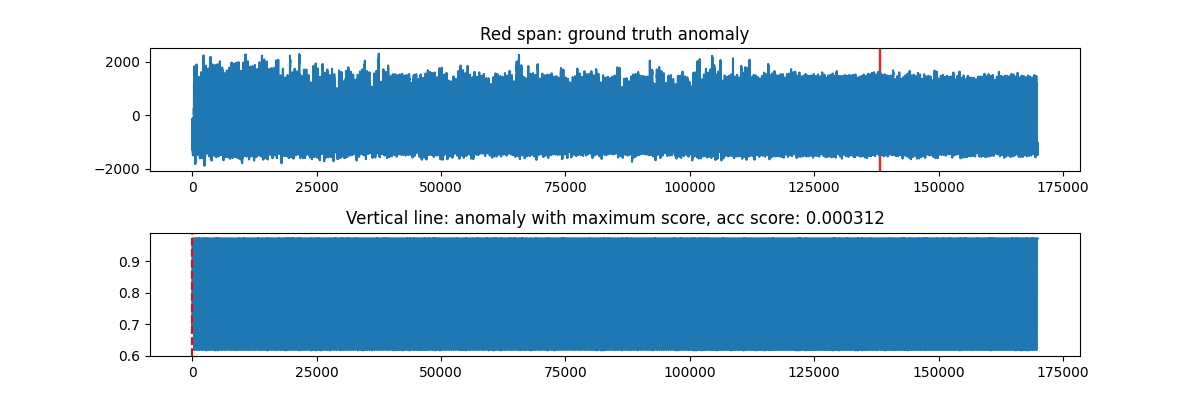 Red span: ground truth anomaly
2000
0
−2000
0 25000 50000 75000 100000 125000 150000 175000
Vertical line: anomaly with maximum score, acc score: 0.000312
0.9
0.8
0.7
0.6
0 25000 50000 75000 100000 125000 150000 175000